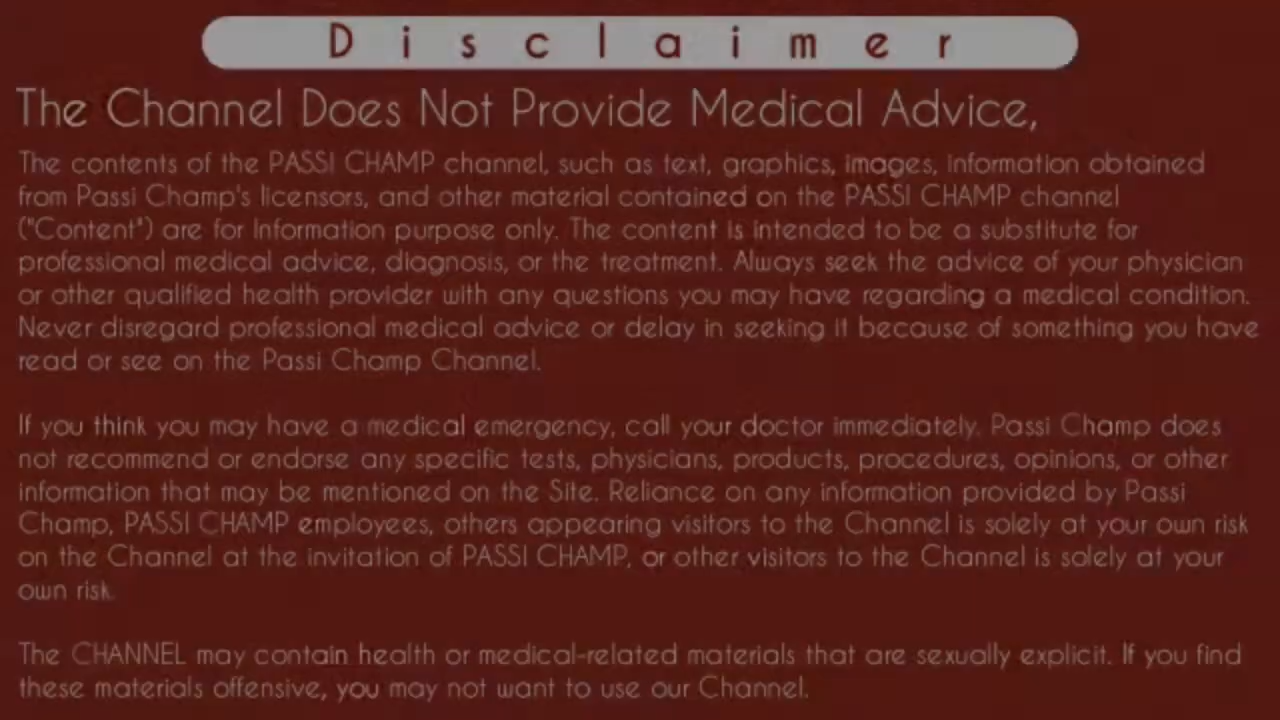 Disclaimer
The Channel Does Not Provide Medical Advice,
The contents of the PASSI CHAMP channel, such as text, graphics, images, information obtained
from Passi Champ's licensors, and other material contained on the PASSI CHAMP channel
("Content") are for Information purpose only. The content is intended to be a substitute for
professional medical advice, diagnosis, or the treatment. Always seek the advice of your physician
or other qualified health provider with any questions you may have regarding a medical condition.
Never disregard professional medical advice or delay in seeking it because of something you have
read or see on the Passi Champ Channel.
If you think you may have a medical emergency, call your doctor immediately. Passi Champ does
not recommend or endorse any specific tests, physicians, products, procedures, opinions, or other
information that may be mentioned on the Site. Reliance on any information provided by Passi
Champ, PASSI CHAMP employees, others appearing visitors to the Channel is solely at your own risk
on the Channel at the invitation of PASSI CHAMP, or other visitors to the Channel is solely at your
own risk.
The CHANNEL may contain health or medical-related materials that are sexually explicit. If you find
these materials offensive, you may not want to use our Channel.